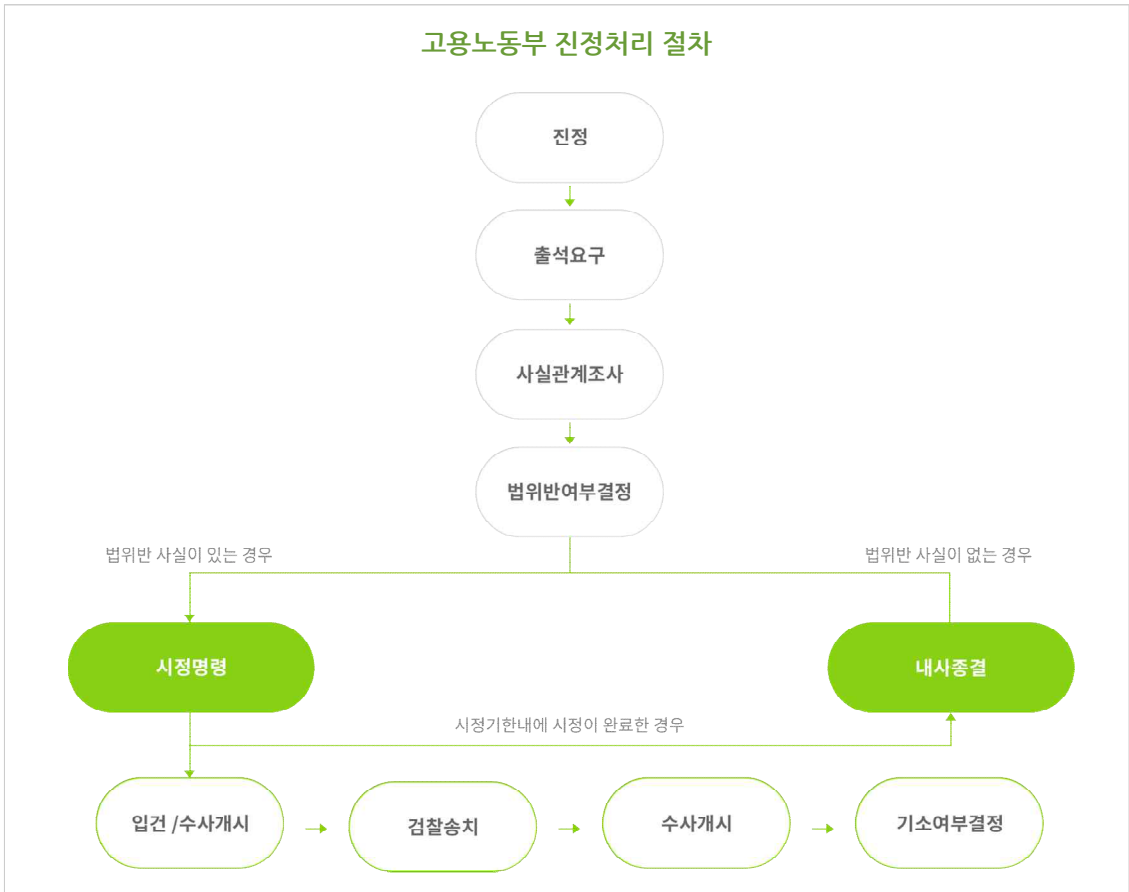 고용노동부 진정처리 절차
진정
출석요구
사실관계조사
법위반여부결정
법위반 사실이 있는 경우
법위반 사실이 없는 경우
시정명령
내사종결
시정기한내에 시정이 완료한 경우
입건 /수사개시
검찰송치
수사개시
기소여부결정